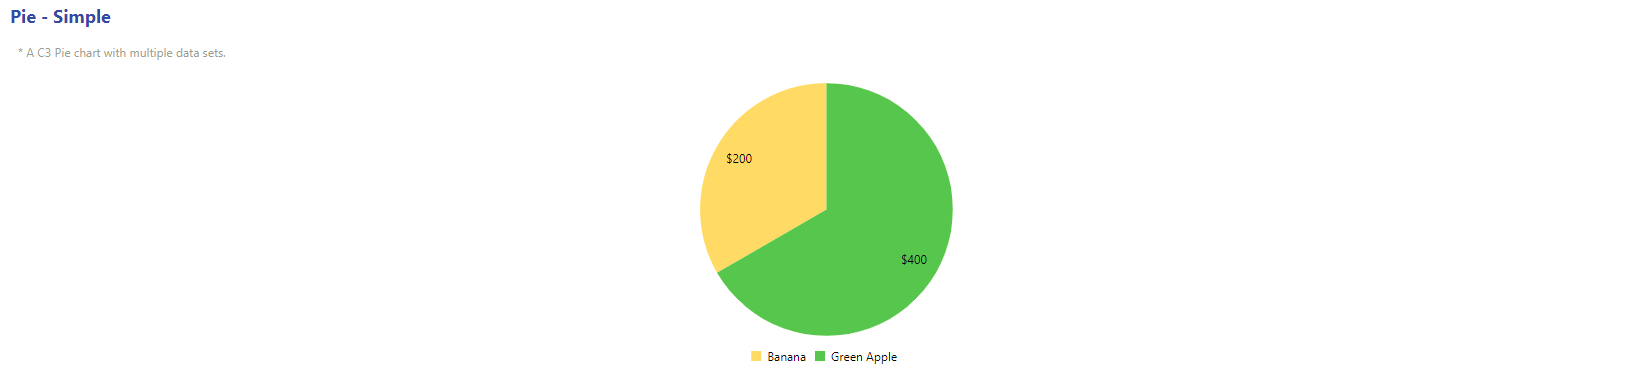 Pie - Simple
* A C3 Pie chart with multiple data sets.
$200
$400
Banana Green Apple